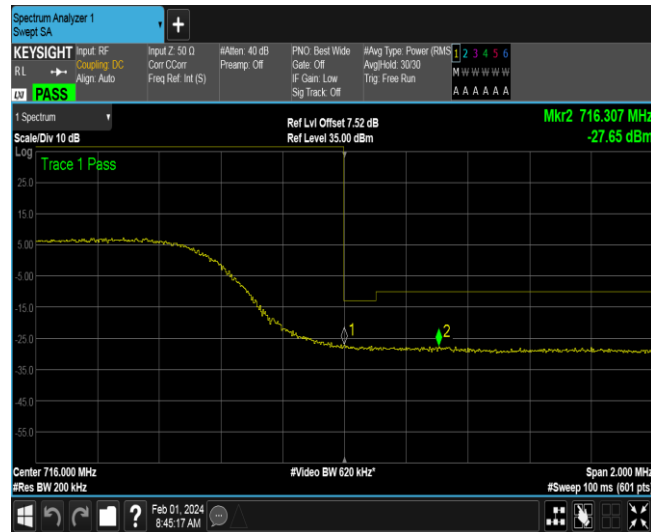 Spectrum Analyzer 1
Swept SA
+
KEYSIGHT
R L
LXI PASS
Input: RF
Coupling: DC
Align: Auto
Input Z: 50 Ω
Corr CCorr
Freq Ref: Int (S)
#Atten: 40 dB
Preamp: Off
PNO: Best Wide
Gate: Off
IF Gain: Low
Sig Track: Off
#Avg Type: Power (RMS
Avg|Hold: 30/30
Trig: Free Run
1 2 3 4 5 6
M W W W W W
A A A A A A
1 Spectrum
Scale/Div 10 dB
Ref Lvl Offset 7.52 dB
Ref Level 35.00 dBm
Mkr2 716.307 MHz
-27.65 dBm
Log
Trace 1 Pass
25.0
15.0
5.00
-5.00
-15.0
-25.0
-35.0
-45.0
-55.0
1
2
Center 716.000 MHz
#Res BW 200 kHz
#Video BW 620 kHz*
Span 2.000 MHz
#Sweep 100 ms (601 pts)
?
Feb 01, 2024
8:45:17 AM